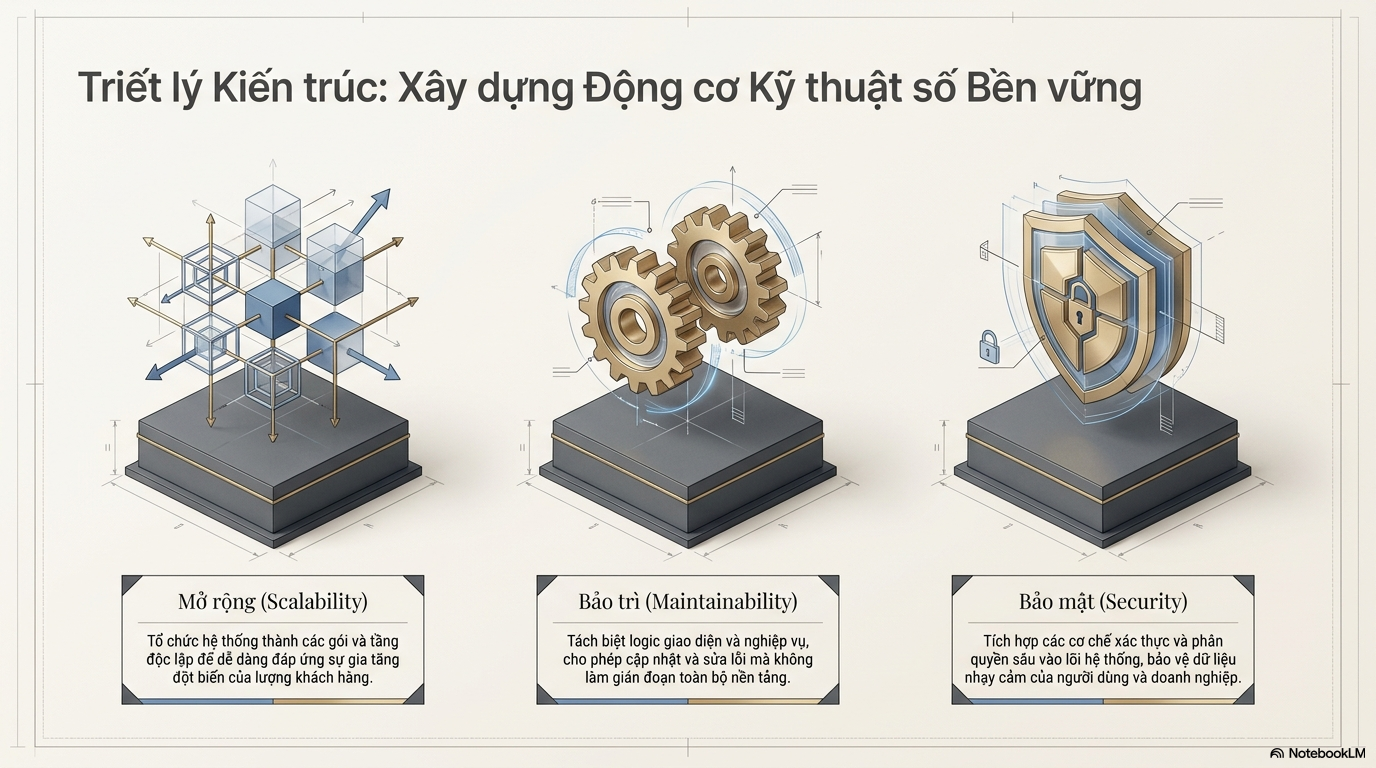 Triết lý Kiến trúc: Xây dựng Động cơ Kỹ thuật số Bền vững
Mở rộng (Scalability)
Tổ chức hệ thống thành các gói và tầng
độc lập để dễ dàng đáp ứng sự gia tăng
đột biến của lượng khách hàng.
Bảo trì (Maintainability)
Tách biệt logic giao diện và nghiệp vụ,
cho phép cập nhật và sửa lỗi mà không
làm gián đoạn toàn bộ nền tảng.
Bảo mật (Security)
Tích hợp các cơ chế xác thực và phân
quyền sâu vào lõi hệ thống, bảo vệ dữ liệu
nhạy cảm của người dùng và doanh nghiệp.
NotebookLM